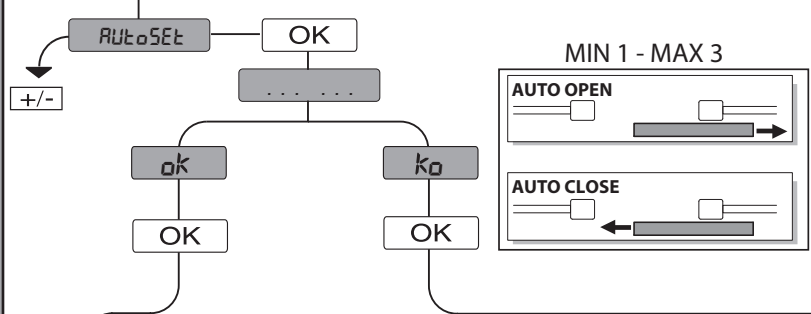 AUtoSEt
OK
+/-
... ...
ok
ko
OK
OK
MIN 1 - MAX 3
AUTO OPEN
AUTO CLOSE